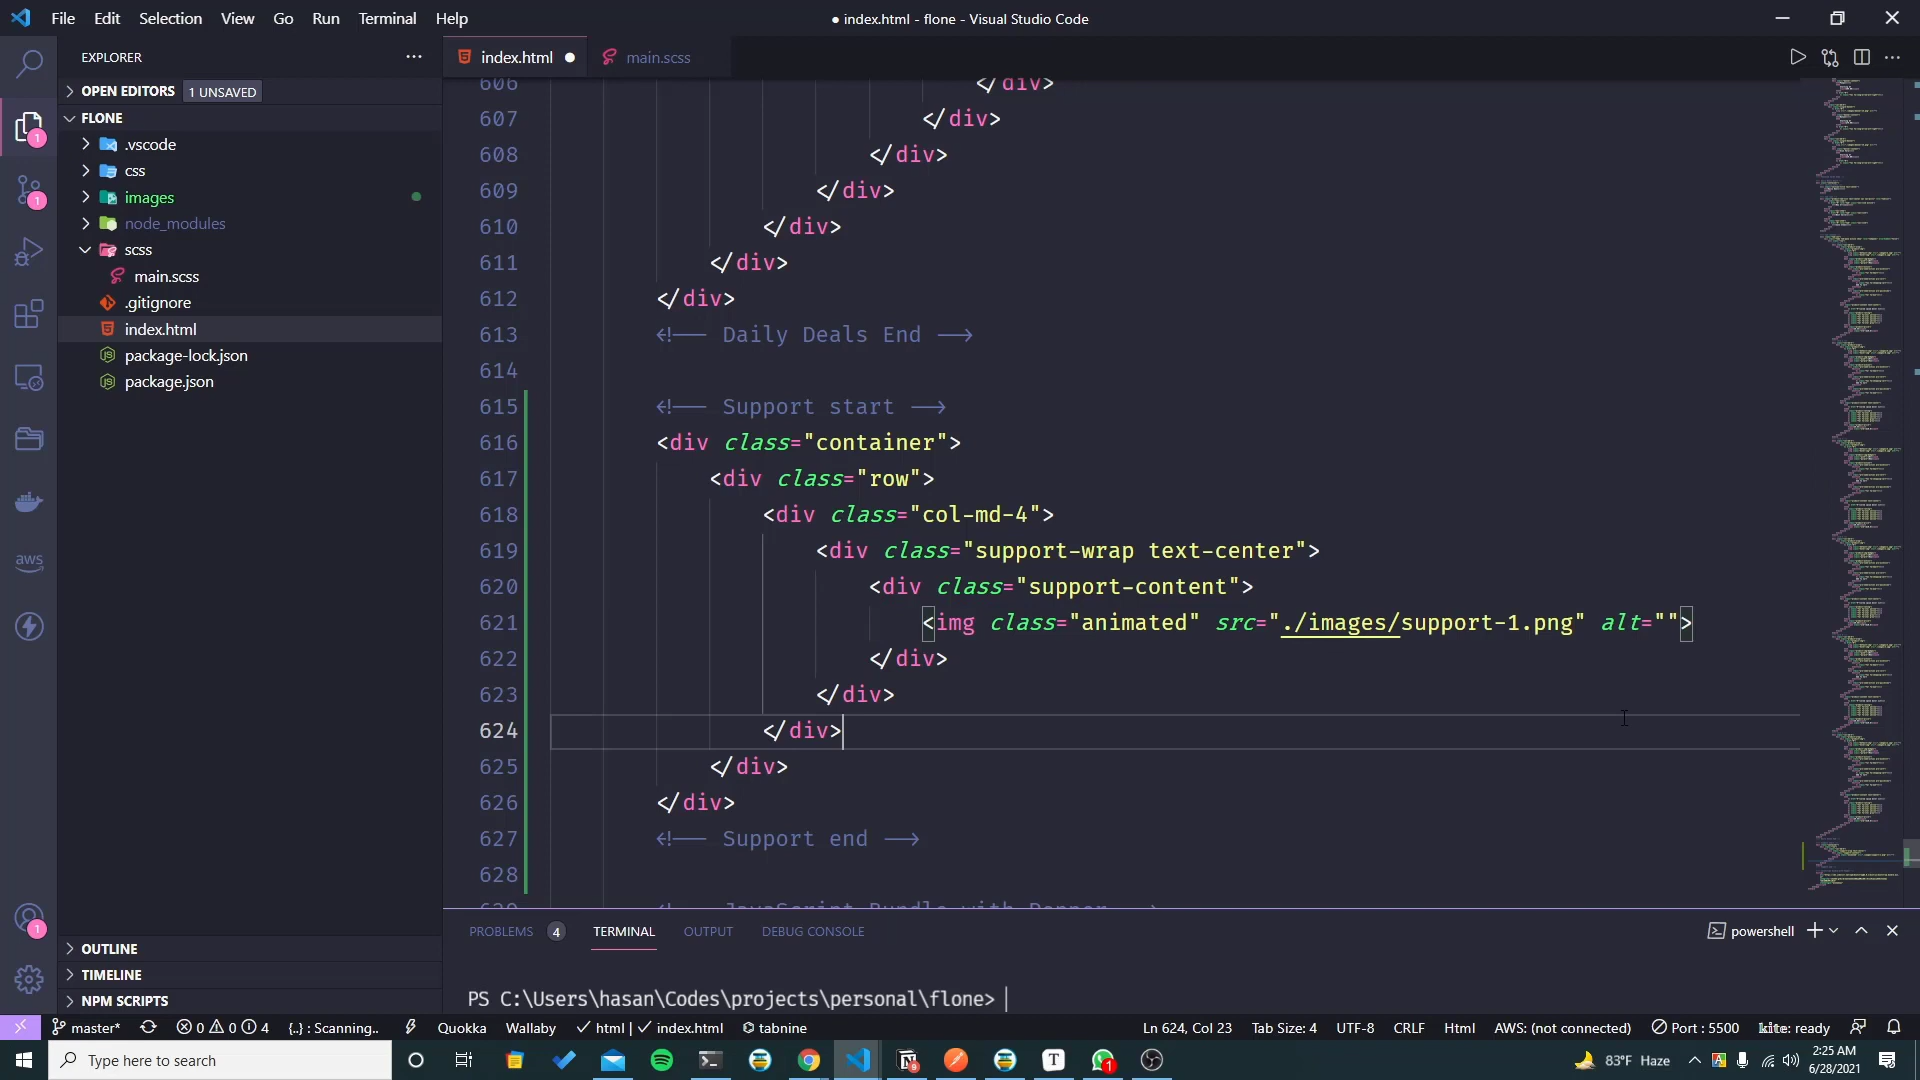 File Edit Selection View Go Run Terminal Help
● index.html - flone - Visual Studio Code
EXPLORER
OPEN EDITORS 1 UNSAVED
FLONE
.vscode
css
images
node_modules
scss
main.scss
.gitignore
index.html
package-lock.json
package.json
OUTLINE
TIMELINE
NPM SCRIPTS
aws
1
1
1
index.html ● main.scss
606 </div>
607 </div>
608 </div>
609 </div>
610 </div>
611 </div>
612 </div>
613 <!-- Daily Deals End -->
614
615 <!-- Support start -->
616 <div class="container">
617 <div class="row">
618 <div class="col-md-4">
619 <div class="support-wrap text-center">
620 <div class="support-content">
621 <img class="animated" src="./images/support-1.png" alt="">
622 </div>
623 </div>
624 </div>
625 </div>
626 </div>
627 <!-- Support end -->
628
PROBLEMS 4 TERMINAL OUTPUT DEBUG CONSOLE
powershell
PS C:\Users\hasan\Codes\projects\personal\flone>
master* 0 0 4 {..} : Scanning.. Quokka Wallaby html | index.html tabnine
Ln 624, Col 23 Tab Size: 4 UTF-8 CRLF Html AWS: (not connected) Port : 5500 kite: ready
Type here to search
T
1
83°F Haze
2:25 AM
6/28/2021